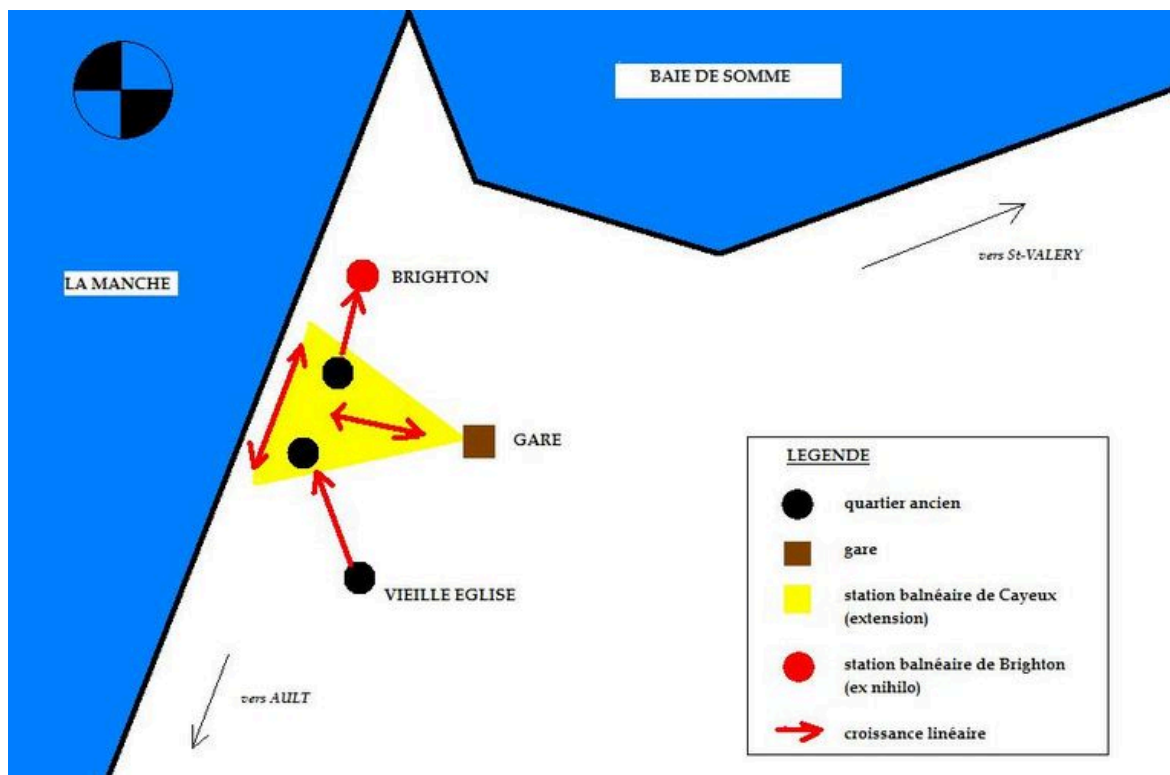 BAIE DE SOMME
LA MANCHE
BRIGHTON
vers St-VALERY
GARE
VIEILLE EGLISE
vers AULT
LEGENDE
quartier ancien
gare
station balnéaire de Cayeux
(extension)
station balnéaire de Brighton
(ex nihilo)
croissance linéaire